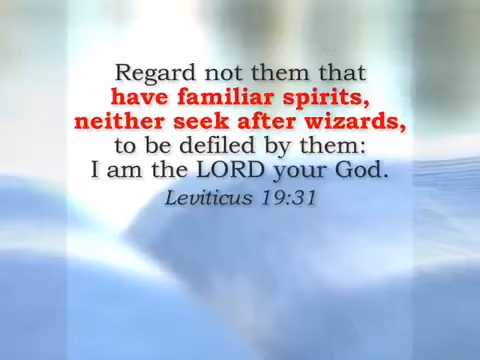 Regard not them that
have familiar spirits,
neither seek after wizards,
to be defiled by them:
I am the LORD your God.
Leviticus 19:31